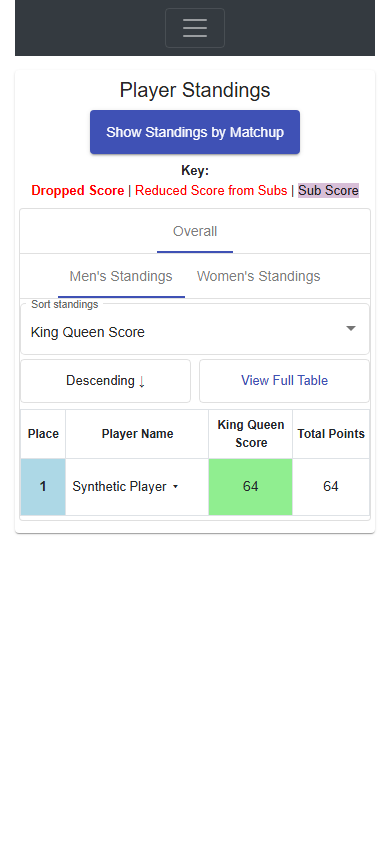 Player Standings
Show Standings by Matchup
Key:
Dropped Score | Reduced Score from Subs | Sub Score
Overall
Men's Standings Women's Standings
Sort standings
King Queen Score
Descending ↓ View Full Table
Place Player Name King Queen Score Total Points
1 Synthetic Player ▾ 64 64